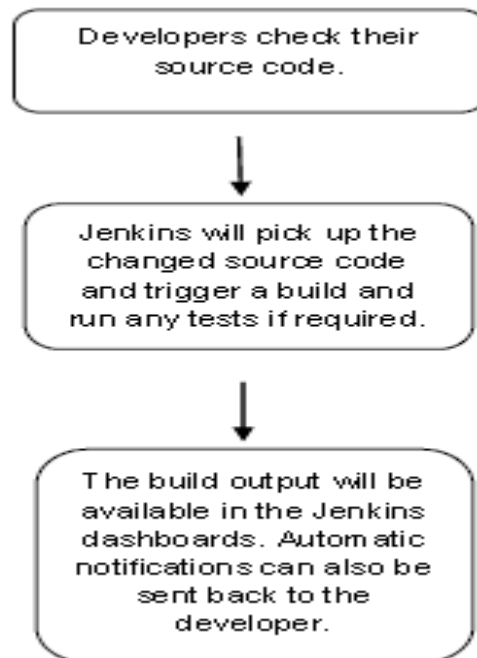 Developers check their
source code.
Jenkins will pick up the
changed source code
and trigger a build and
run any tests if required.
The build output will be
available in the Jenkins
dashboards. Automatic
notifications can also be
sent back to the
developer.